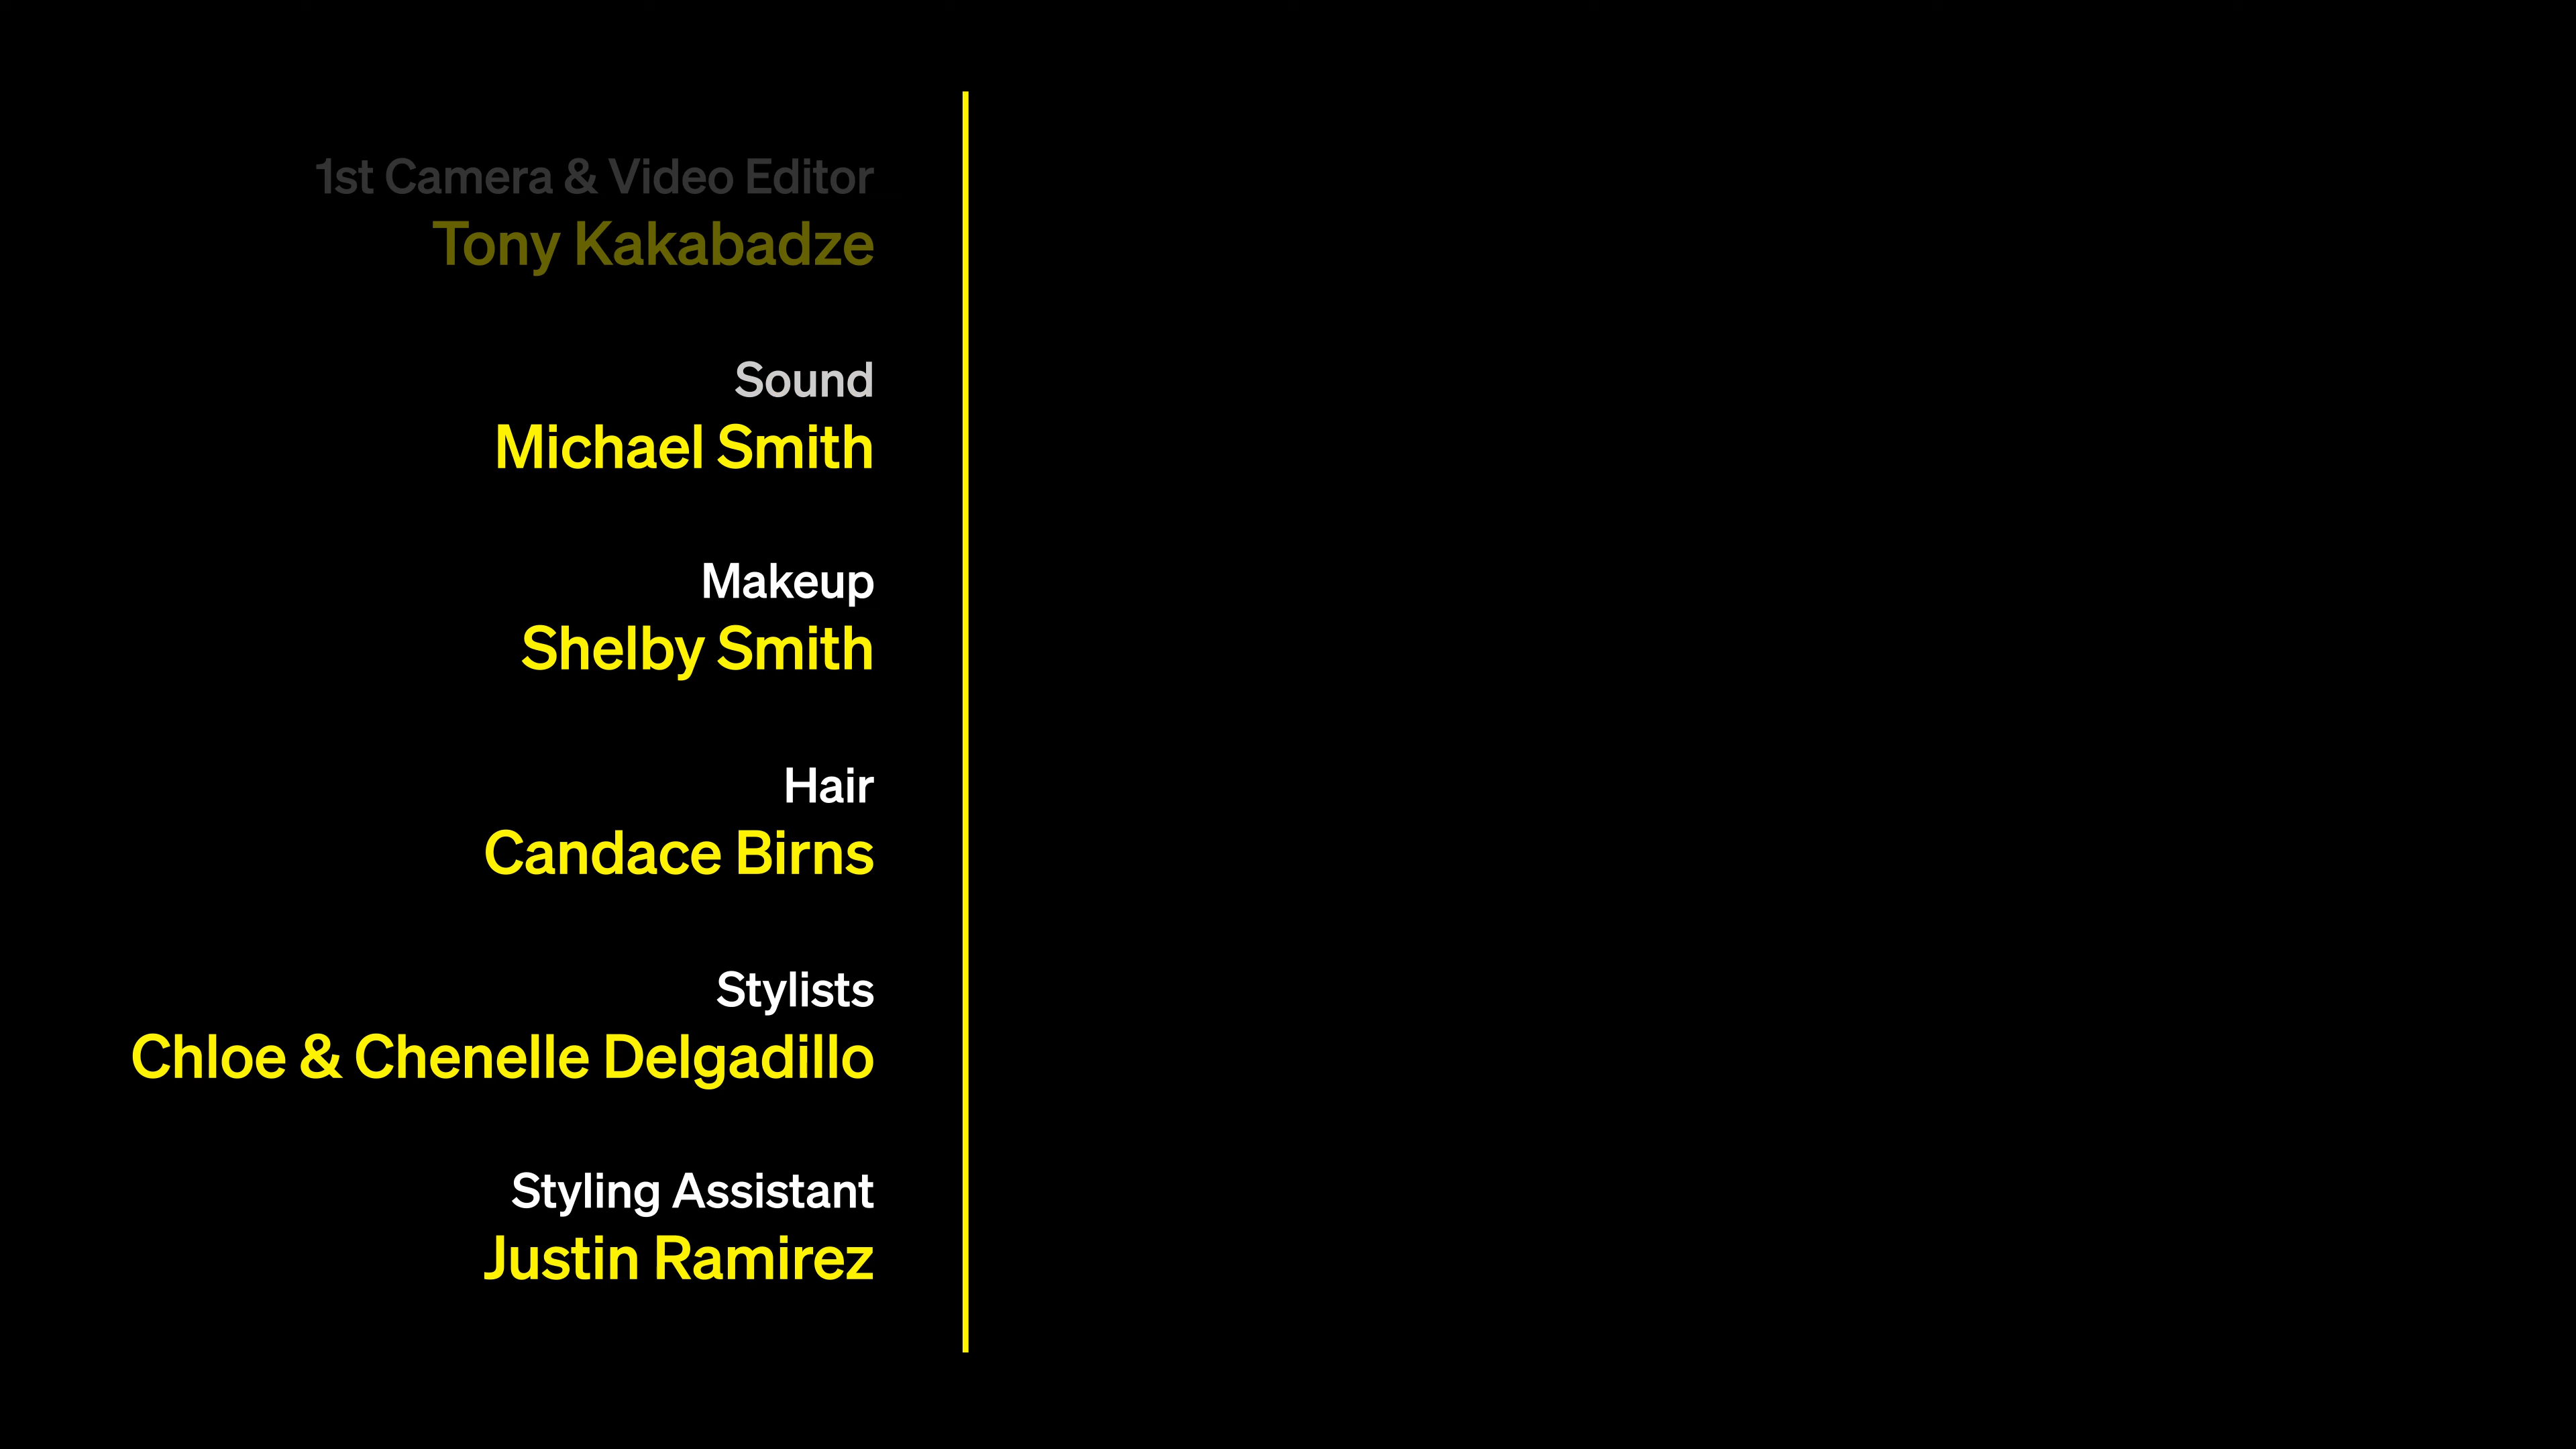 1st Camera & Video Editor
Tony Kakabadze
Sound
Michael Smith
Makeup
Shelby Smith
Hair
Candace Birns
Stylists
Chloe & Chenelle Delgadillo
Styling Assistant
Justin Ramirez